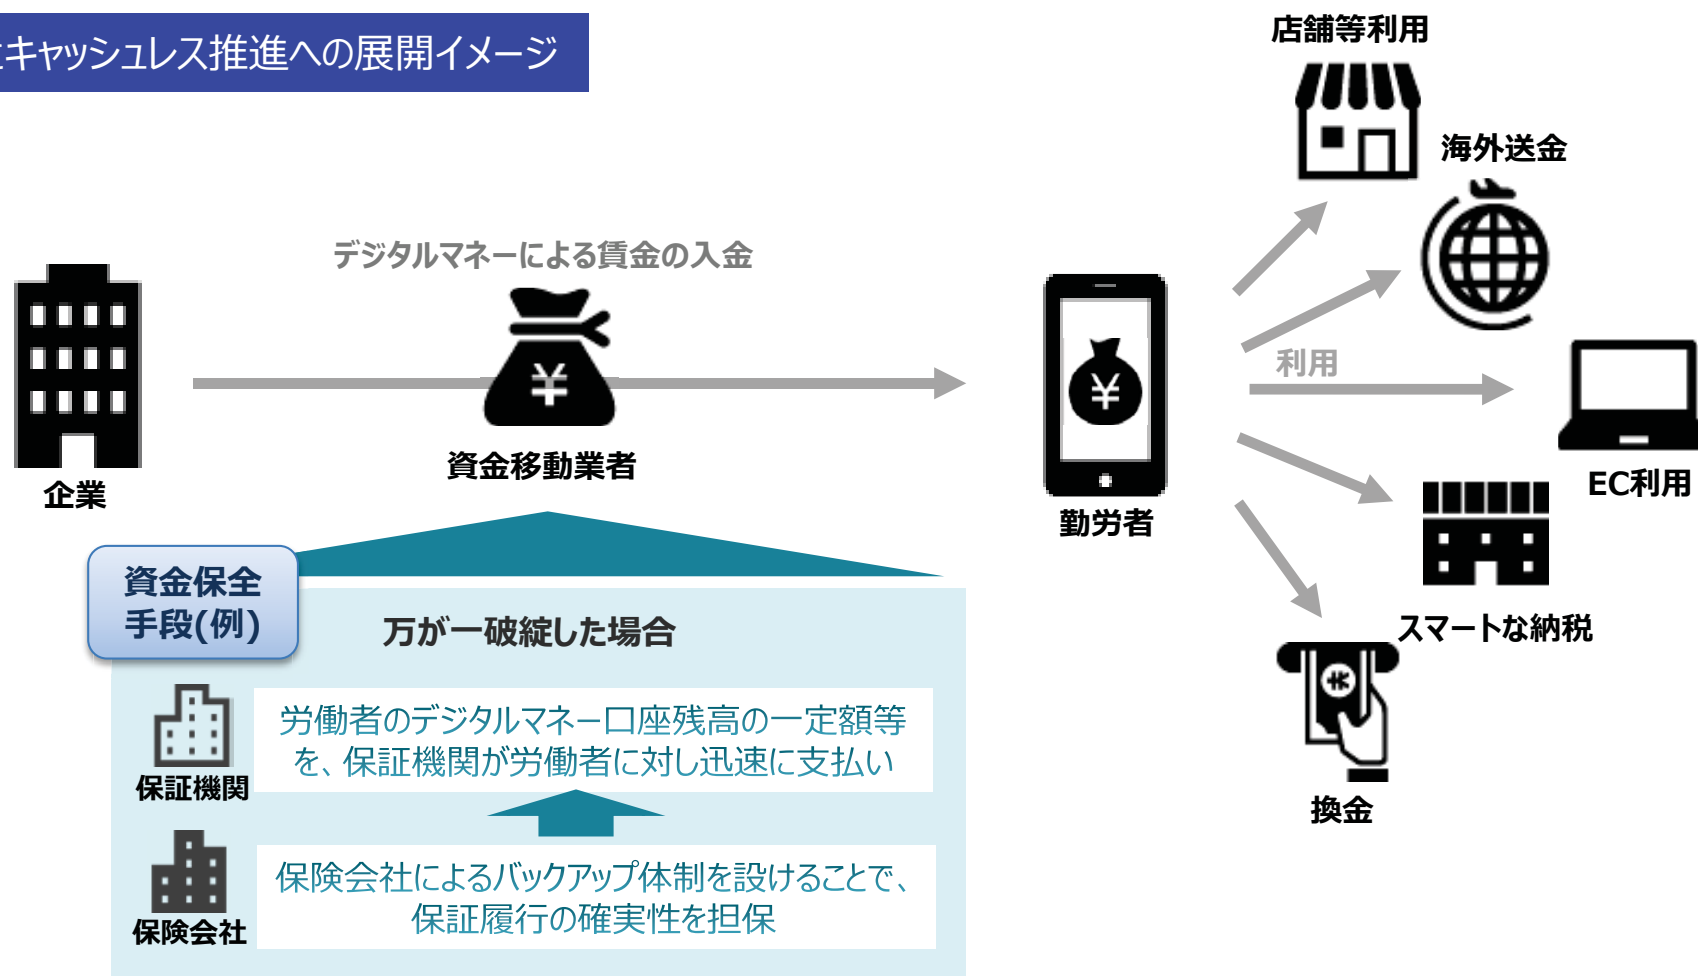 キャッシュレス推進への展開イメージ
店舗等利用
海外送金
デジタルマネーによる賃金の入金
¥
¥
利用
資金移動業者
企業
EC利用
勤労者
資金保全
手段(例)
万が一破綻した場合
スマートな納税
労働者のデジタルマネー口座残高の一定額等
を、保証機関が労働者に対し迅速に支払い
保証機関
換金
保険会社によるバックアップ体制を設けることで、
保証履行の確実性を担保
保険会社